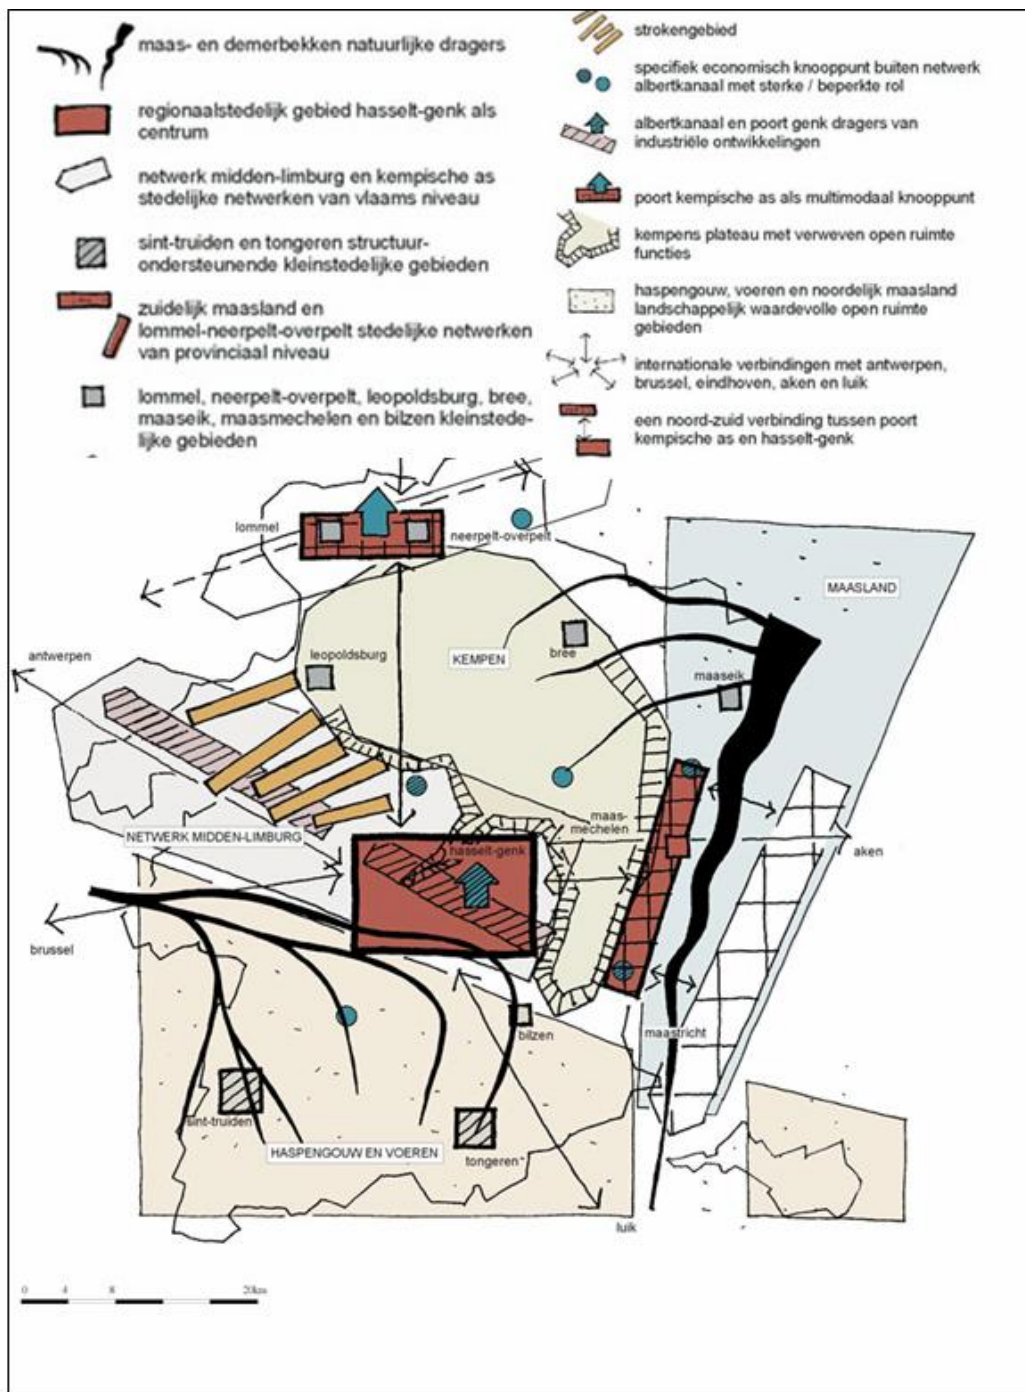 maas- en demerbekken natuurlijke dragers
regionaalstedelijk gebied hasselt-genk als
centrum
netwerk midden-limburg en kempische as
stedelijke netwerken van vlaams niveau
sint-truiden en tongeren structuur-
ondersteunende kleinstedelijke gebieden
zuidelijk maasland en
lommel-neerpelt-overpelt stedelijke netwerken
van provinciaal niveau
lommel, neerpelt-overpelt, leopoldsburg, bree,
maaseik, maasmechelen en bilzen kleinstede-
lijke gebieden
strokengebied
specifiek economisch knooppunt buiten netwerk
albertkanaal met sterke / beperkte rol
albertkanaal en poort genk dragers van
industriële ontwikkelingen
poort kempische as als multimodaal knooppunt
kempens plateau met verweven open ruimte
functies
haspengouw, voeren en noordelijk maasland
landschappelijk waardevolle open ruimte
gebieden
internationale verbindingen met antwerpen,
brussel, eindhoven, aken en luik
een noord-zuid verbinding tussen poort
kempische as en hasselt-genk
lommel
neerpelt-overpelt
MAASLAND
antwerpen
leopoldsburg
KEMPEN
bree
maaseik
NETWERK MIDDEN-LIMBURG
maas-
mechelen
hasselt-genk
aken
brussel
bilzen
maastricht
sint-truiden
HASPENGOUW EN VOEREN
tongeren"
luik
0 4 8 20km